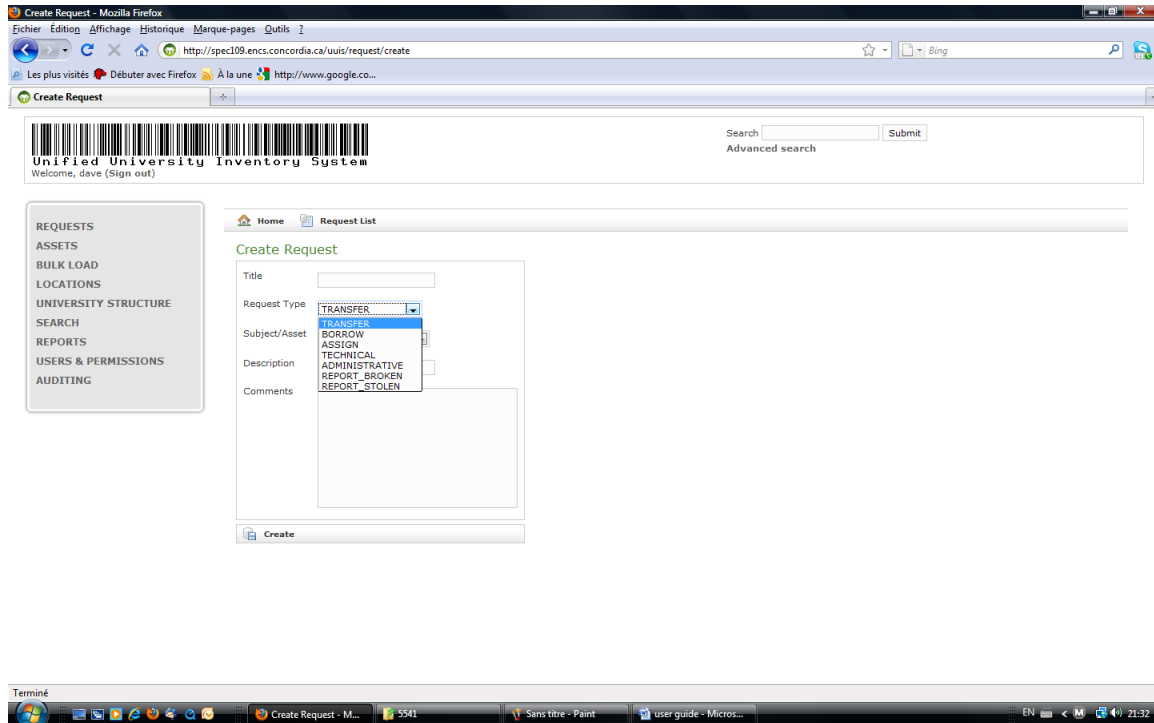 Create Request - Mozilla Firefox
Fichier Édition Affichage Historique Marque-pages Outils ?
http://spec109.encs.concordia.ca/uuis/request/create
Bing
Les plus visités Débuter avec Firefox À la une http://www.google.co...
Create Request
Unified University Inventory System
Welcome, dave (Sign out)
Search Submit
Advanced search
REQUESTS
ASSETS
BULK LOAD
LOCATIONS
UNIVERSITY STRUCTURE
SEARCH
REPORTS
USERS & PERMISSIONS
AUDITING
Home Request List
Create Request
Title
Request Type TRANSFER
TRANSFER
BORROW
ASSIGN
TECHNICAL
ADMINISTRATIVE
REPORT_BROKEN
REPORT_STOLEN
Subject/Asset
Description
Comments
Create
Terminé
Create Request - M... 5541 Sans titre - Paint user guide - Micros... EN 21:32